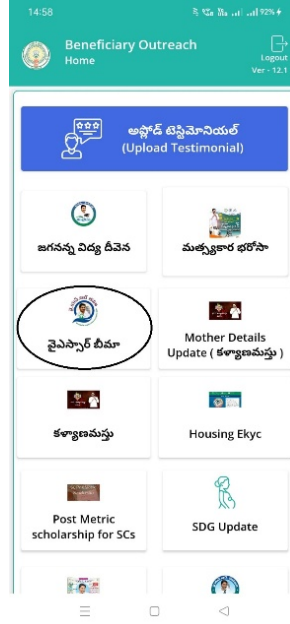 14:58
92%
Beneficiary Outreach
Home
Logout
Ver - 12.1
అప్లోడ్ టెస్టిమోనియల్
(Upload Testimonial)
జగనన్న విద్య దీవెన
మత్స్యకార భరోసా
వైఎస్సార్ బీమా
Mother Details
Update ( కళ్యాణమస్తు )
కళ్యాణమస్తు
Housing Ekyc
Post Metric
scholarship for SCs
SDG Update